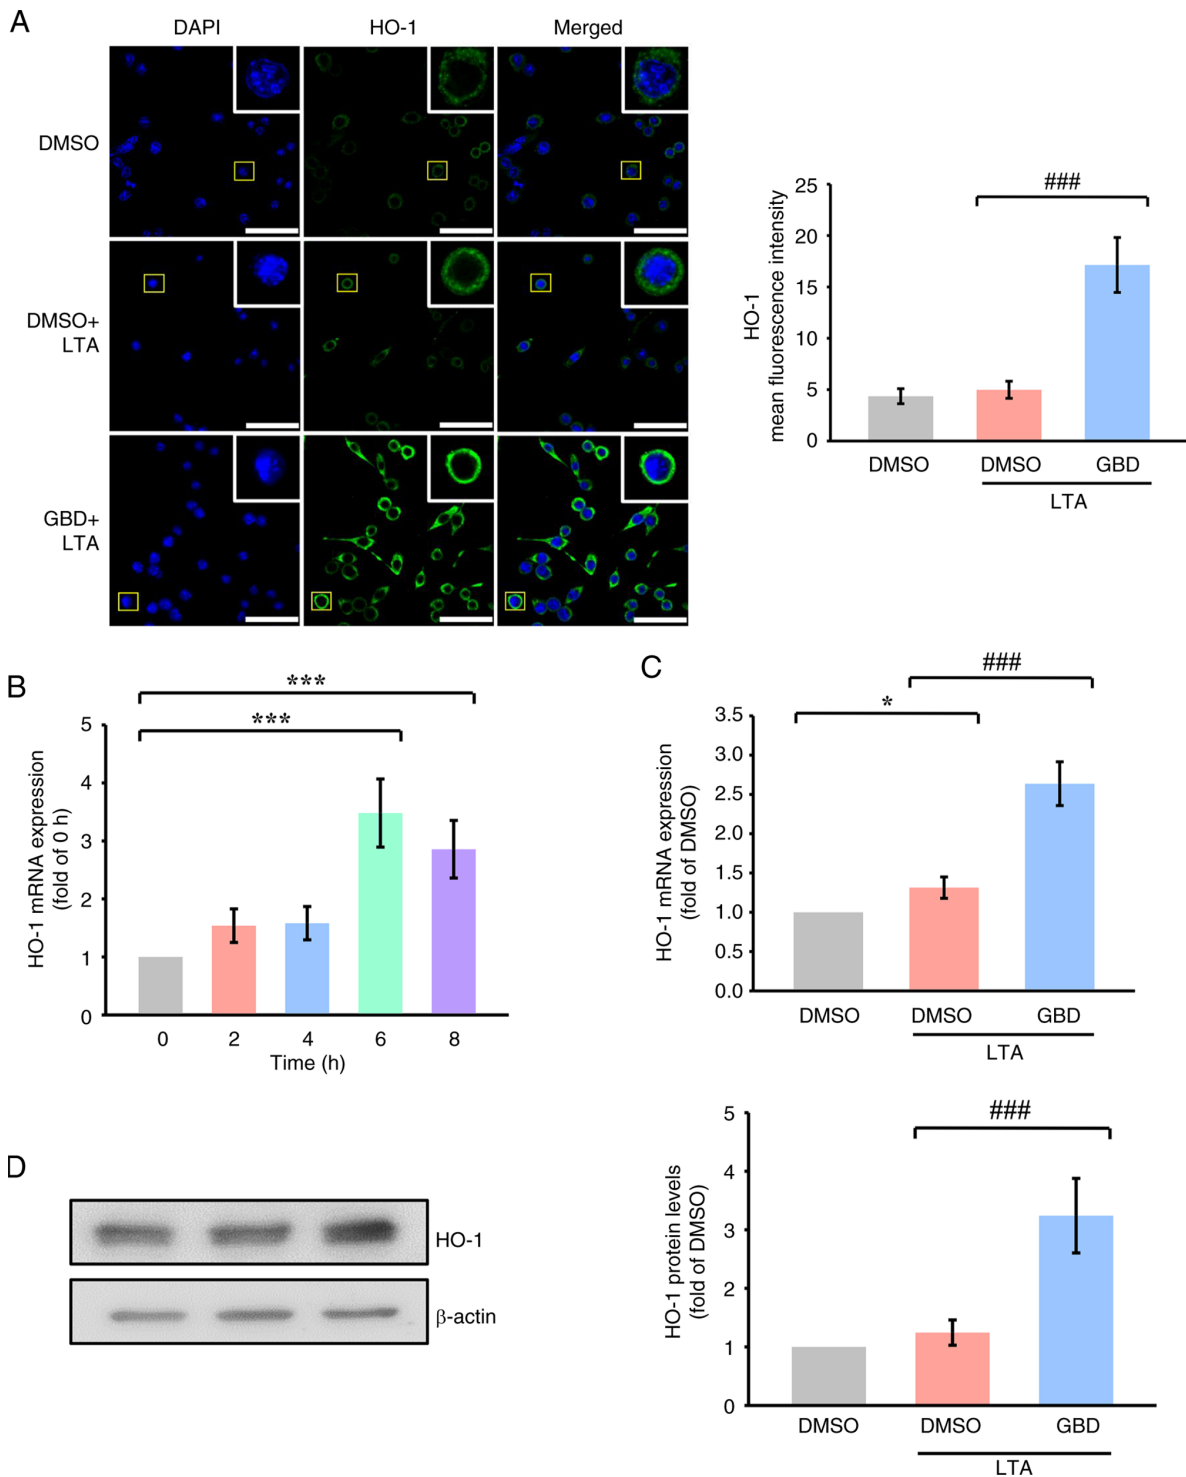 A
DAPI HO-1 Merged
DMSO
DMSO+
LTA
GBD+
LTA
###
HO-1
mean fluorescence intensity
25
20
15
10
5
0
DMSO DMSO GBD
LTA
B
***
***
HO-1 mRNA expression
(fold of 0 h)
5
4
3
2
1
0
0 2 4 6 8
Time (h)
C
###
*
HO-1 mRNA expression
(fold of DMSO)
3.5
3.0
2.5
2.0
1.5
1.0
0.5
0.0
DMSO DMSO GBD
LTA
D
HO-1
β-actin
###
HO-1 protein levels
(fold of DMSO)
5
4
3
2
1
0
DMSO DMSO GBD
LTA